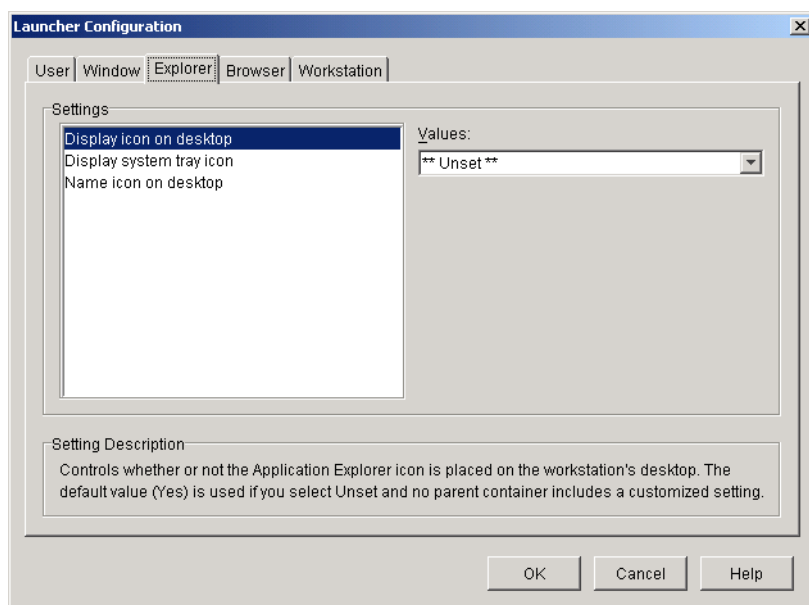 Launcher Configuration
User Window Explorer Browser Workstation
Settings
Display icon on desktop
Display system tray icon
Name icon on desktop
Values:
** Unset **
Setting Description
Controls whether or not the Application Explorer icon is placed on the workstation's desktop. The
default value (Yes) is used if you select Unset and no parent container includes a customized setting.
OK Cancel Help